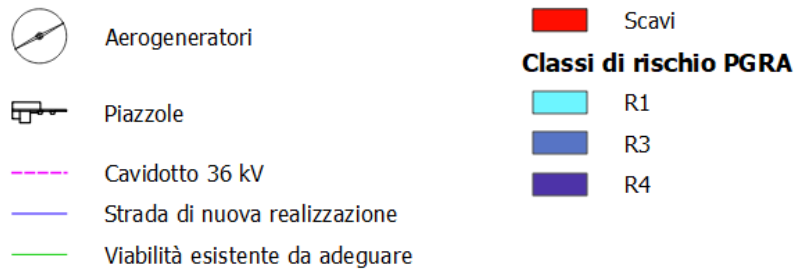 Aerogeneratori
Piazzole
Cavidotto 36 kV
Strada di nuova realizzazione
Viabilità esistente da adeguare
Scavi
Classi di rischio PGRA
R1
R3
R4